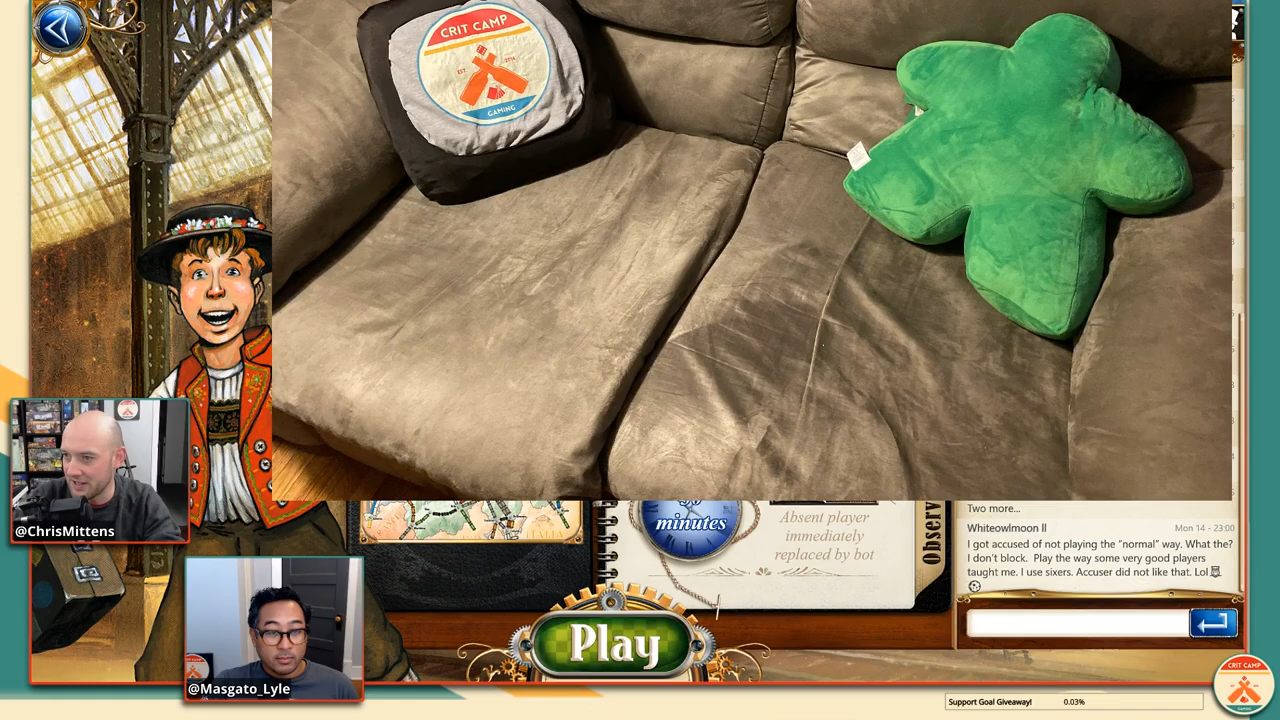 CRIT CAMP
EST. 2014
GAMING
minutes
Absent player
immediately
replaced by bot
Observ
Two more...
Whiteowlmoon II Mon 14 - 23:00
I got accused of not playing the “normal” way. What the?
I don't block. Play the way some very good players
taught me. I use sixers. Accuser did not like that. Lol
@ChrisMittens
Play
@Masgato_Lyle
Support Goal Giveaway! 0.03%
CRIT CAMP
GAMING